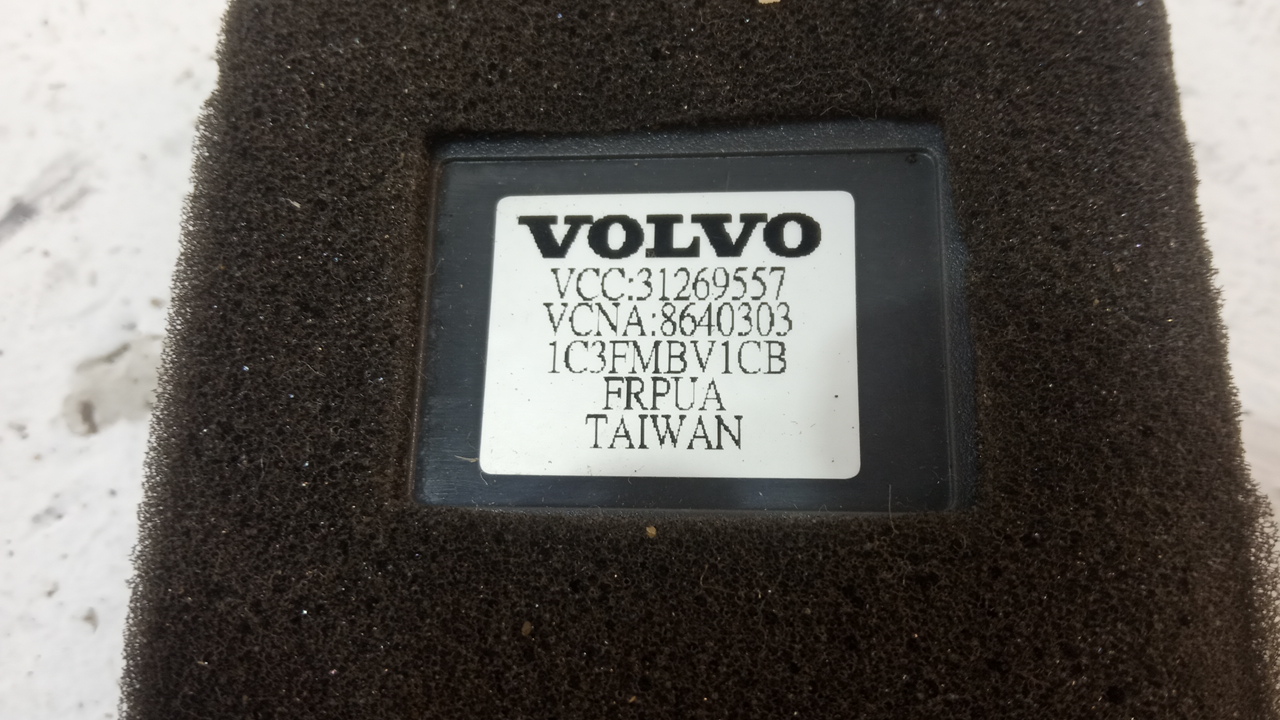 VOLVO
VCC:31269557
VCNA:8640303
1C3FMBV1CB
FRPUA
TAIWAN